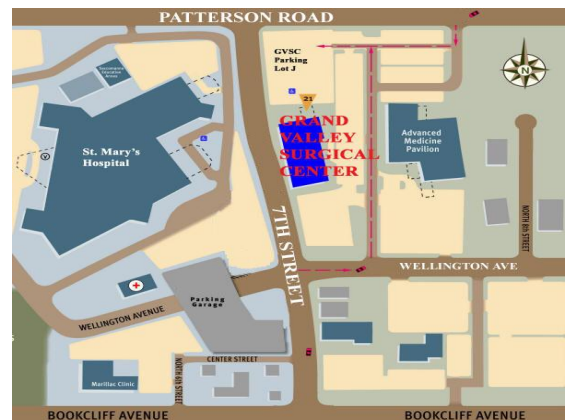 PATTERSON ROAD
GVSC
Parking
Lot J
N
21
GRAND
VALLEY
SURGICAL
CENTER
St. Mary's
Hospital
Advanced
Medicine
Pavilion
7TH STREET
NORTH 8th STREET
WELLINGTON AVE
Parking
Garage
WELLINGTON AVENUE
CENTER STREET
NORTH 6th STREET
Marillac Clinic
BOOKCLIFF AVENUE
BOOKCLIFF AVENUE